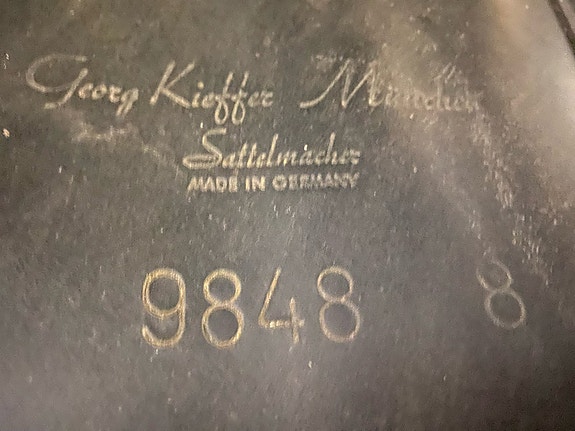 Georg Kieffer München
Sattelmacher
MADE IN GERMANY
9848 8